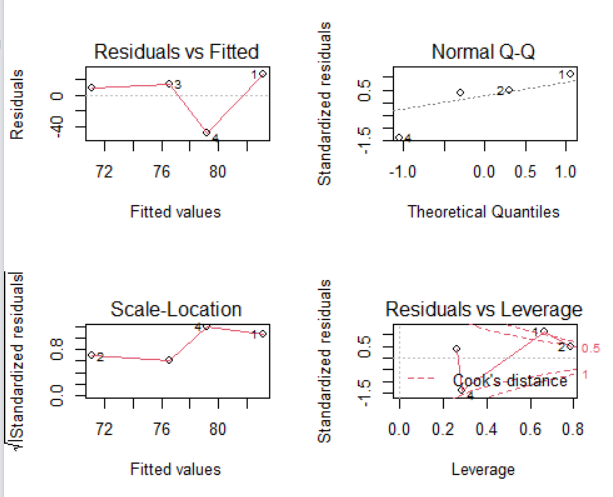 Residuals vs Fitted
Residuals
0
-40
1
3
4
72 76 80
Fitted values
Normal Q-Q
Standardized residuals
0.5
-1.5
1
2
4
-1.0 0.0 0.5 1.0
Theoretical Quantiles
Scale-Location
√|Standardized residuals|
0.8
0.0
4
1
2
72 76 80
Fitted values
Residuals vs Leverage
Standardized residuals
0.5
-1.5
1
2
0.5
1
4
Cook's distance
0.0 0.2 0.4 0.6 0.8
Leverage